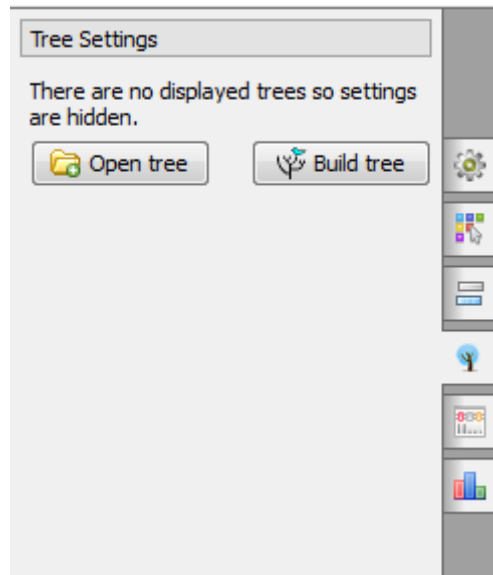 Tree Settings
There are no displayed trees so settings
are hidden.
Open tree
Build tree